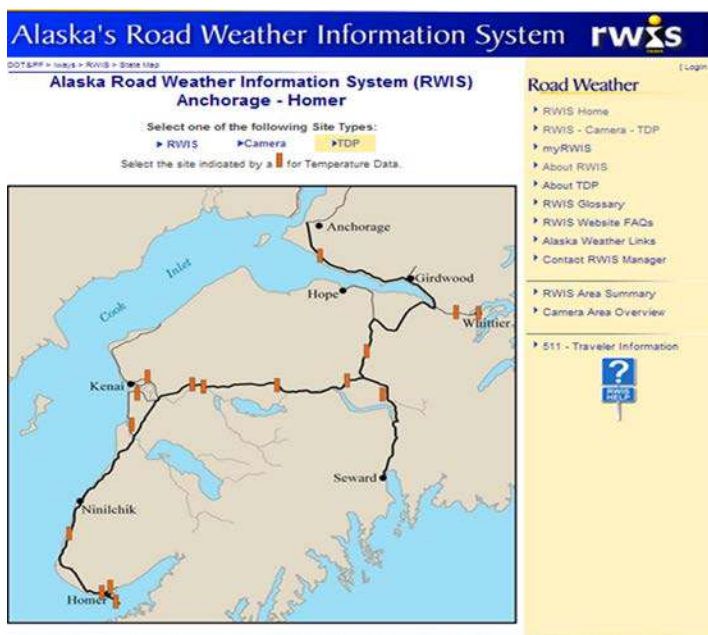 Alaska's Road Weather Information System rwis
DOT&PF > Iways > RWIS > State Map
[ Login
Alaska Road Weather Information System (RWIS)
Anchorage - Homer
Select one of the following Site Types:
RWIS Camera TDP
Select the site indicated by a for Temperature Data.
Anchorage
Girdwood
Hope
Whittier
Cook Inlet
Kenai
Seward
Ninilchik
Homer
Road Weather
RWIS Home
RWIS - Camera - TDP
myRWIS
About RWIS
About TDP
RWIS Glossary
RWIS Website FAQs
Alaska Weather Links
Contact RWIS Manager
RWIS Area Summary
Camera Area Overview
511 - Traveler Information
?
RWIS
HELP